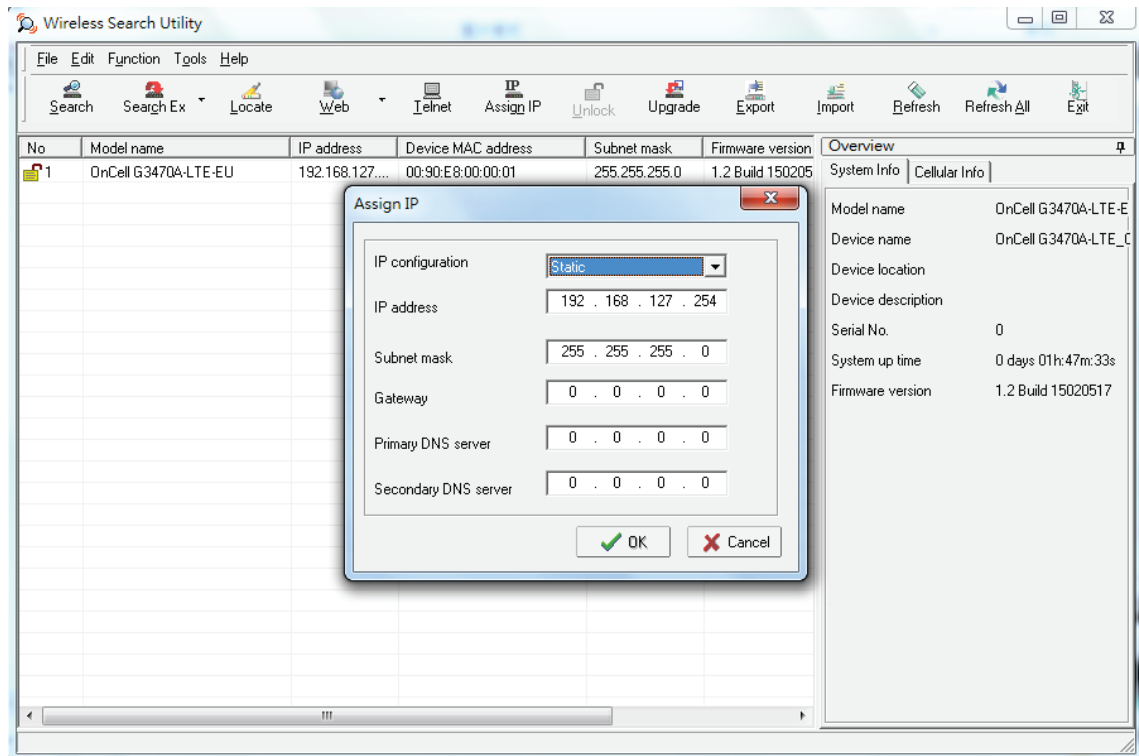 Wireless Search Utility
File Edit Function Tools Help
Search Search Ex Locate Web Telnet Assign IP Unlock Upgrade Export Import Refresh Refresh All Exit
No Model name IP address Device MAC address Subnet mask Firmware version
1 OnCell G3470A-LTE-EU 192.168.127.... 00:90:E8:00:00:01 255.255.255.0 1.2 Build 150205
Assign IP
IP configuration Static
IP address 192 . 168 . 127 . 254
Subnet mask 255 . 255 . 255 . 0
Gateway 0 . 0 . 0 . 0
Primary DNS server 0 . 0 . 0 . 0
Secondary DNS server 0 . 0 . 0 . 0
OK Cancel
Overview
System Info Cellular Info
Model name OnCell G3470A-LTE-E
Device name OnCell G3470A-LTE_
Device location
Device description
Serial No. 0
System up time 0 days 01h:47m:33s
Firmware version 1.2 Build 15020517